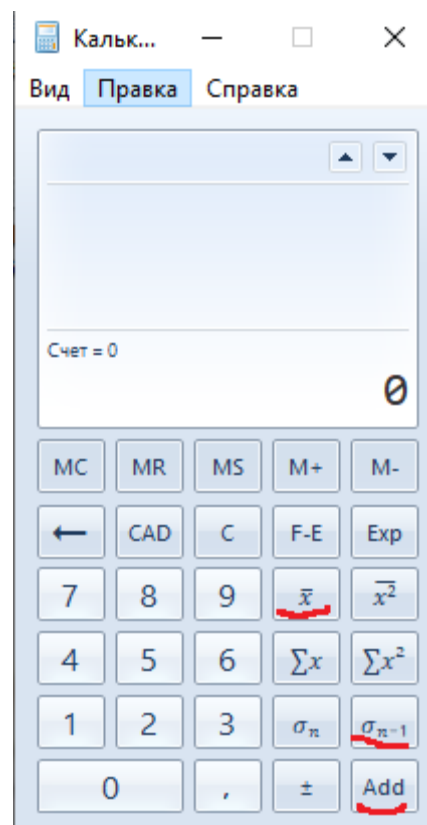 Кальк...
Вид Правка Справка
Счет = 0
0
MC MR MS M+ M-
← CAD C F-E Exp
7 8 9 x̅ x̅²
4 5 6 ∑x ∑x²
1 2 3 σₙ σₙ₋₁
0 , ± Add